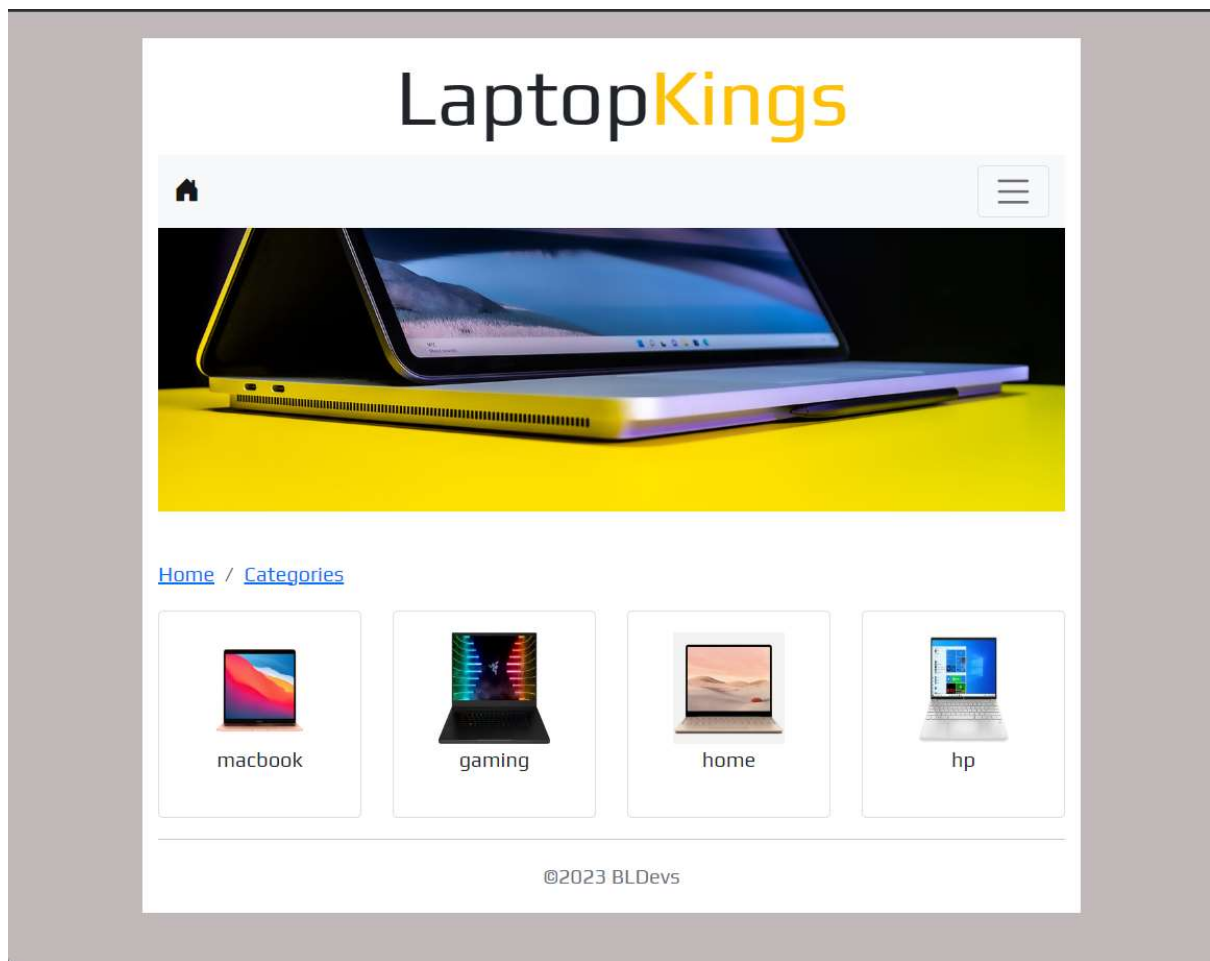 LaptopKings
Home / Categories
macbook
gaming
home
hp
©2023 BLDevs